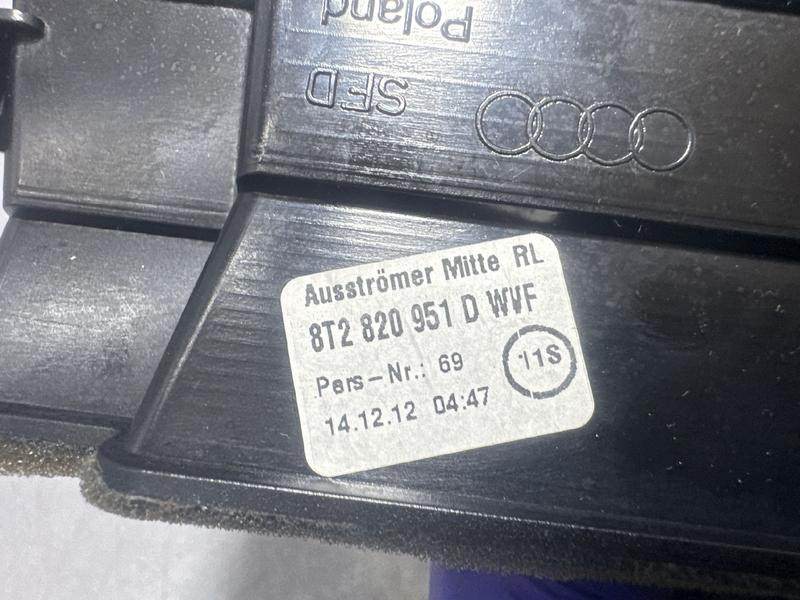 Poland
SFD
Ausströmer Mitte RL
8T2 820 951 D WVF
Pers-Nr.: 69
11S
14.12.12 04:47